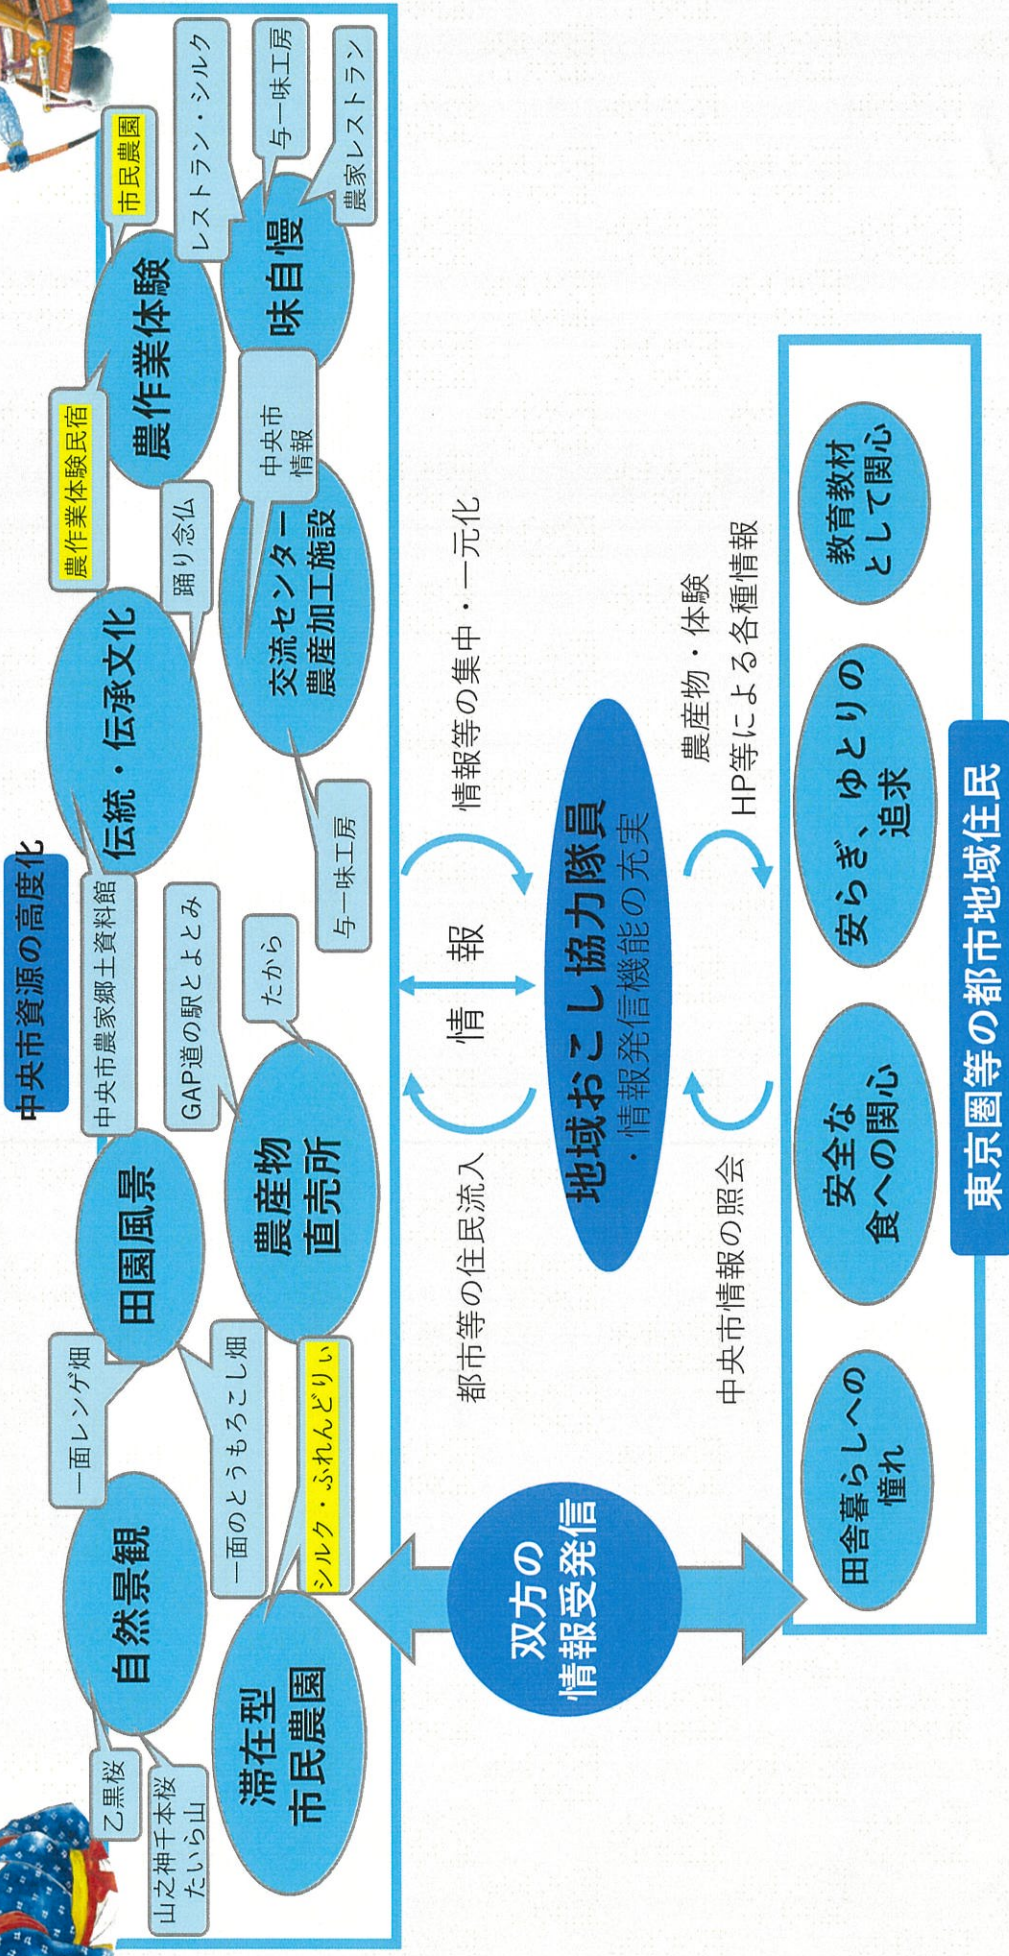 中央市資源の高度化
乙黒桜
山之神千本桜
たいら山
自然景観
一面レンゲ畑
田園風景
一面のとうもろこし畑
中央市農家郷土資料館
伝統・伝承文化
踊り念仏
農作業体験民宿
農作業体験
市民農園
滞在型
市民農園
シルク・ふれんどりぃ
農産物
直売所
GAP道の駅とよとみ
たから
与一味工房
交流センター
農産加工施設
中央市
情報
味自慢
レストラン・シルク
与一味工房
農家レストラン
都市等の住民流入
情　報
情報等の集中・一元化
双方の
情報受発信
地域おこし協力隊員
・情報発信機能の充実
中央市情報の照会
農産物・体験
HP等による各種情報
田舎暮らしへの
憧れ
安全な
食への関心
安らぎ、ゆとりの
追求
教育教材
として関心
東京圏等の都市地域住民